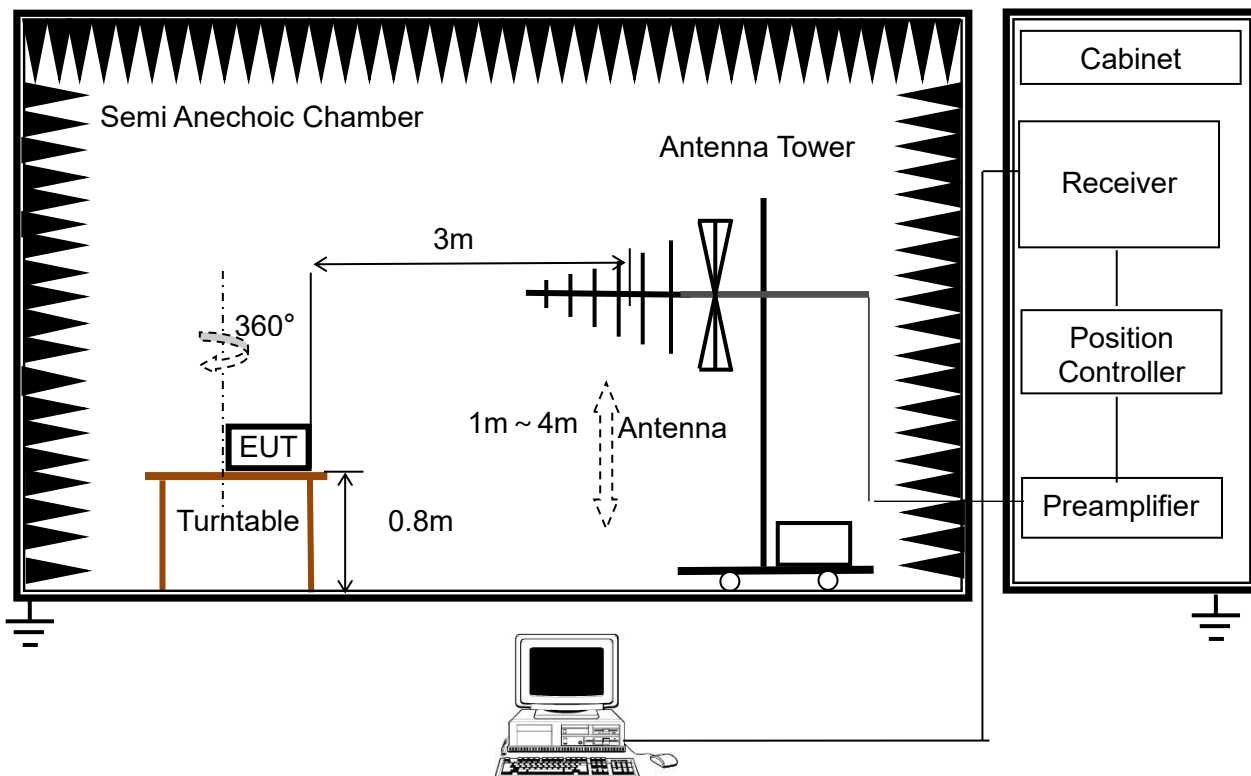 Cabinet
Semi Anechoic Chamber
Antenna Tower
Receiver
3m
360°
Position
Controller
1m ~ 4m
Antenna
EUT
Turntable
0.8m
Preamplifier